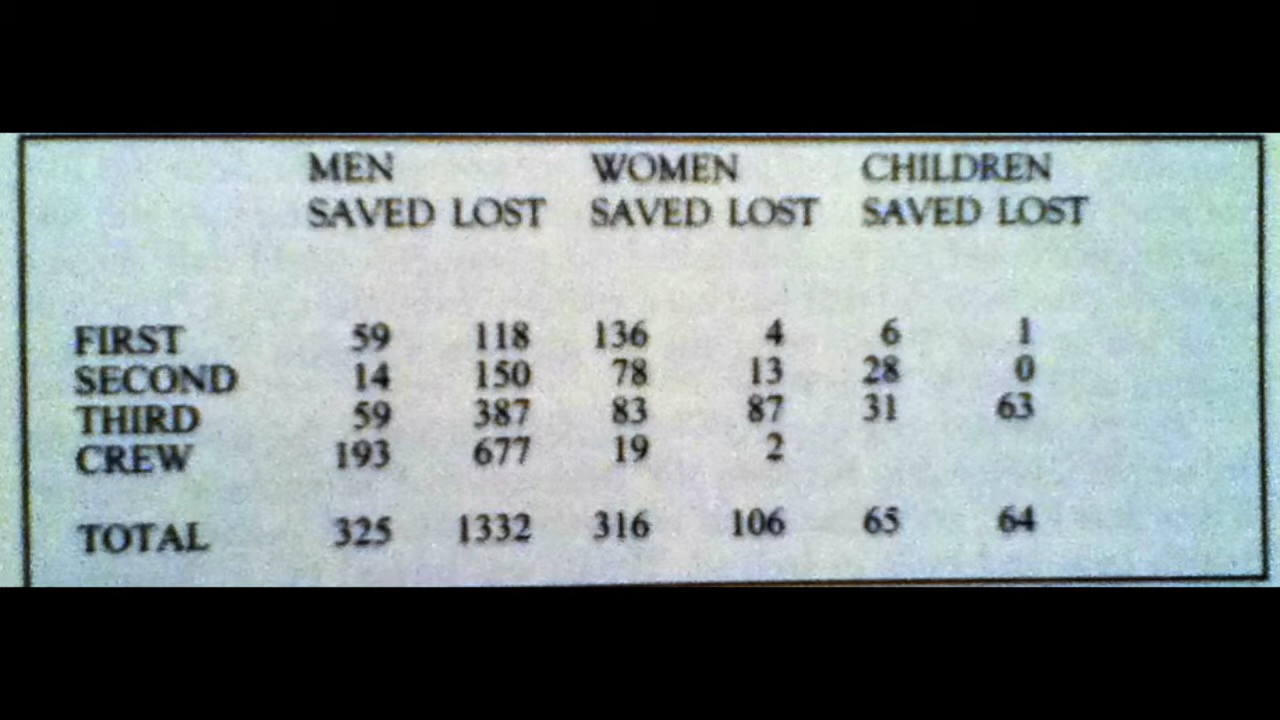 MEN WOMEN CHILDREN
SAVED LOST SAVED LOST SAVED LOST
FIRST 59 118 136 4 6 1
SECOND 14 150 78 13 28 0
THIRD 59 387 83 87 31 63
CREW 193 677 19 2
TOTAL 325 1332 316 106 65 64